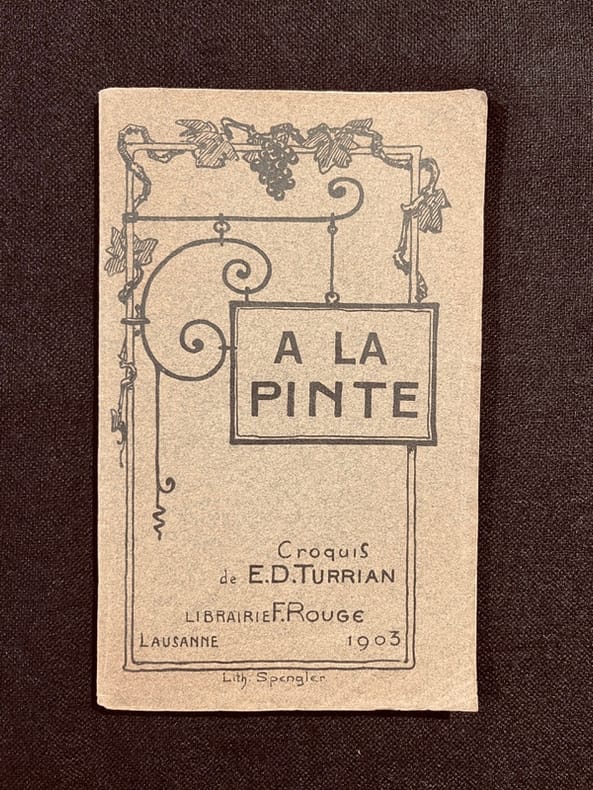 A LA
PINTE
Croquis
de E.D.TURRIAN
LIBRAIRIE F. ROUGE
LAUSANNE 1903
Lith. Spengler